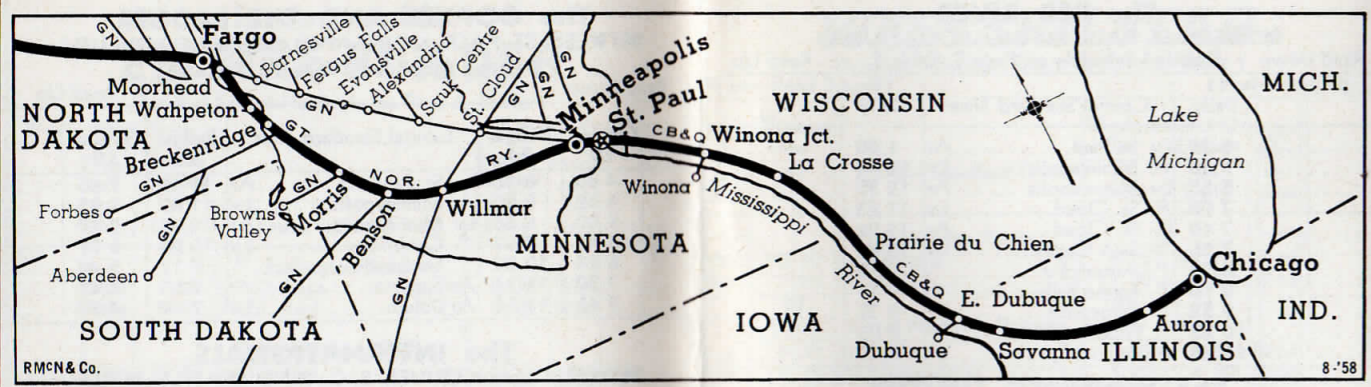 GN
Fargo
Barnesville
Fergus Falls
Evansville
Alexandria
Sauk Centre
St. Cloud
GN
GN
GN
Minneapolis
St. Paul
WISCONSIN
MICH.
Moorhead
Wahpeton
NORTH
DAKOTA
Breckenridge
GT.
NOR.
RY.
CB&Q
Winona Jct.
La Crosse
Lake
Michigan
GN
GN
GN
Forbes
Browns
Valley
Morris
Benson
Willmar
Winona
Mississippi
River
MINNESOTA
Prairie du Chien
CB&Q
Chicago
Aberdeen
GN
GN
SOUTH DAKOTA
IOWA
E. Dubuque
IND.
Dubuque
Savanna
ILLINOIS
Aurora
RMCN & Co.
8-'58